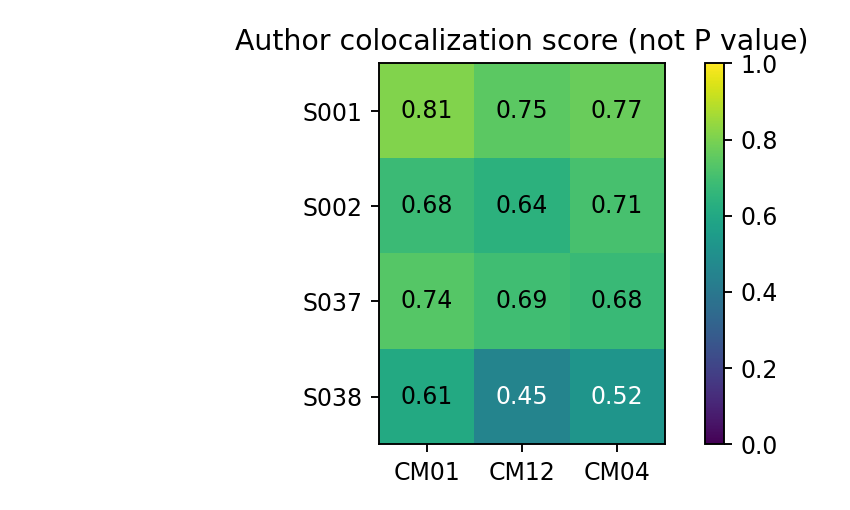 Author colocalization score (not P value)
1.0
S001 0.81 0.75 0.77
0.8
S002 0.68 0.64 0.71
0.6
0.4
S037 0.74 0.69 0.68
0.2
S038 0.61 0.45 0.52
0.0
CM01 CM12 CM04